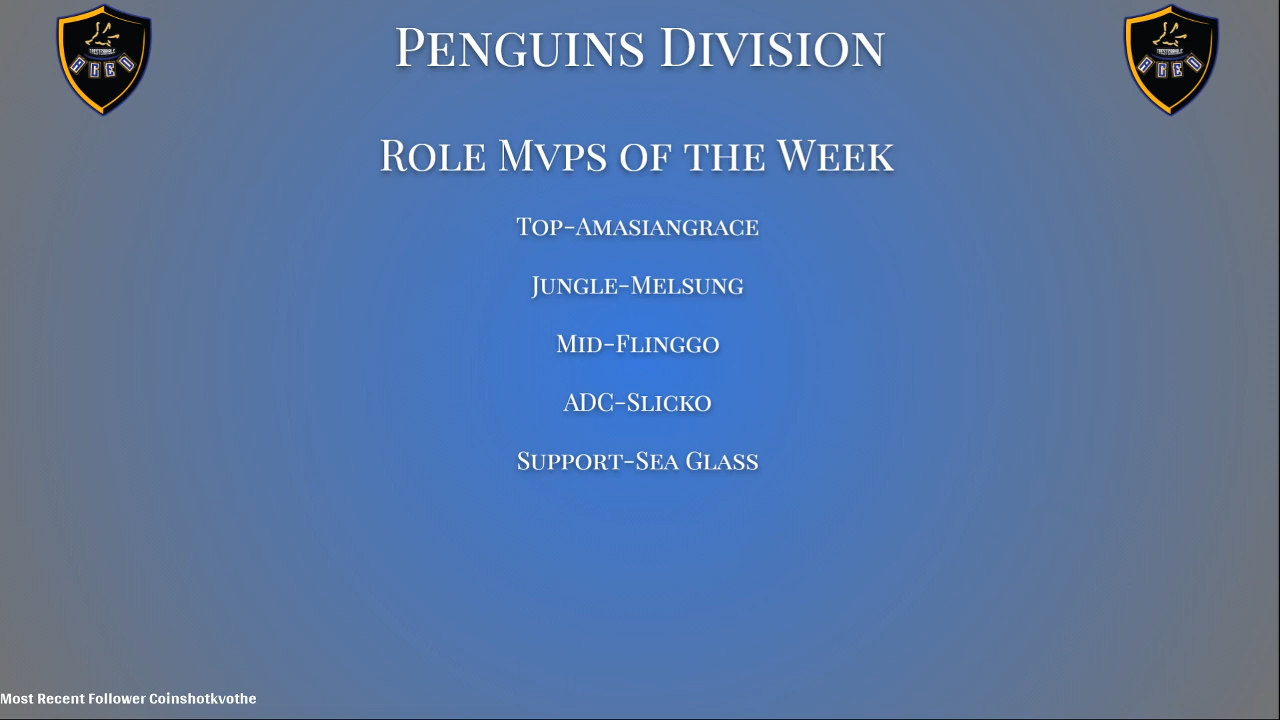 Penguins Division
Role Mvps of the Week
Top-Amasiangrace
Jungle-Melsung
Mid-Flinggo
ADC-Slicko
Support-Sea Glass
Most Recent Follower Coinshotkvothe